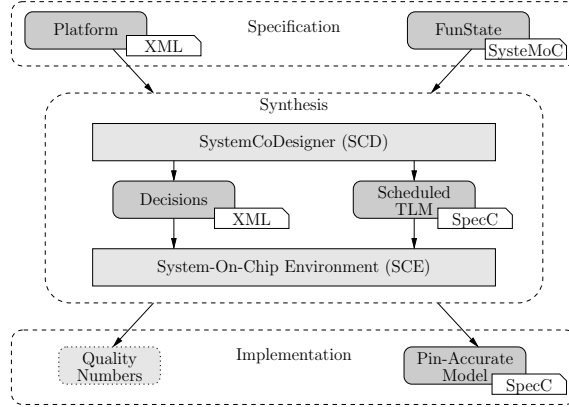 Platform
XML
Specification
FunState
SysteMoC
Synthesis
SystemCoDesigner (SCD)
Decisions
XML
Scheduled
TLM
SpecC
System-On-Chip Environment (SCE)
Quality
Numbers
Implementation
Pin-Accurate
Model
SpecC